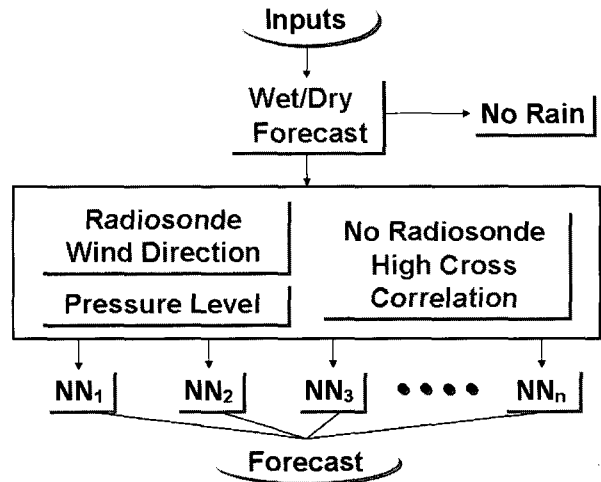 Inputs
Wet/Dry
Forecast
No Rain
Radiosonde
Wind Direction
Pressure Level
No Radiosonde
High Cross
Correlation
NN₁
NN₂
NN₃
NNₙ
Forecast